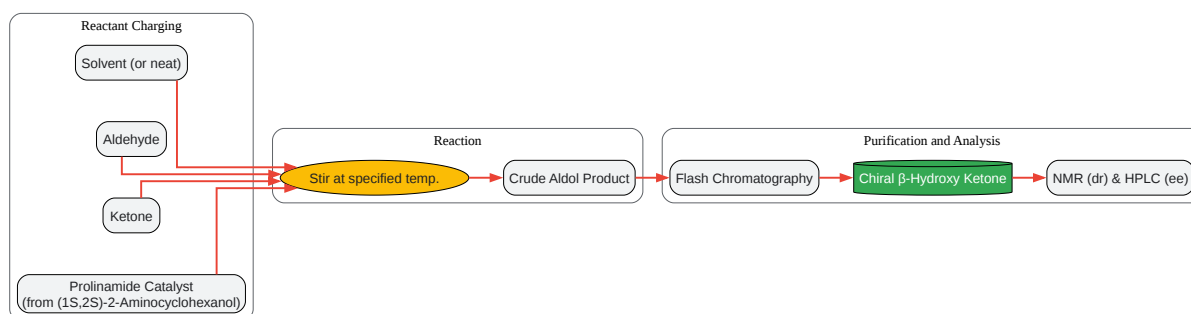 Reactant Charging
Solvent (or neat)
Aldehyde
Ketone
Prolinamide Catalyst
(from (1S,2S)-2-Aminocyclohexanol)
Reaction
Stir at specified temp.
Crude Aldol Product
Purification and Analysis
Flash Chromatography
Chiral β-Hydroxy Ketone
NMR (dr) & HPLC (ee)